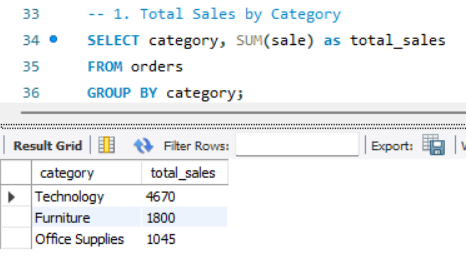 33 -- 1. Total Sales by Category
34 SELECT category, SUM(sale) as total_sales
35 FROM orders
36 GROUP BY category;
Result Grid Filter Rows: Export:
category total_sales
Technology 4670
Furniture 1800
Office Supplies 1045